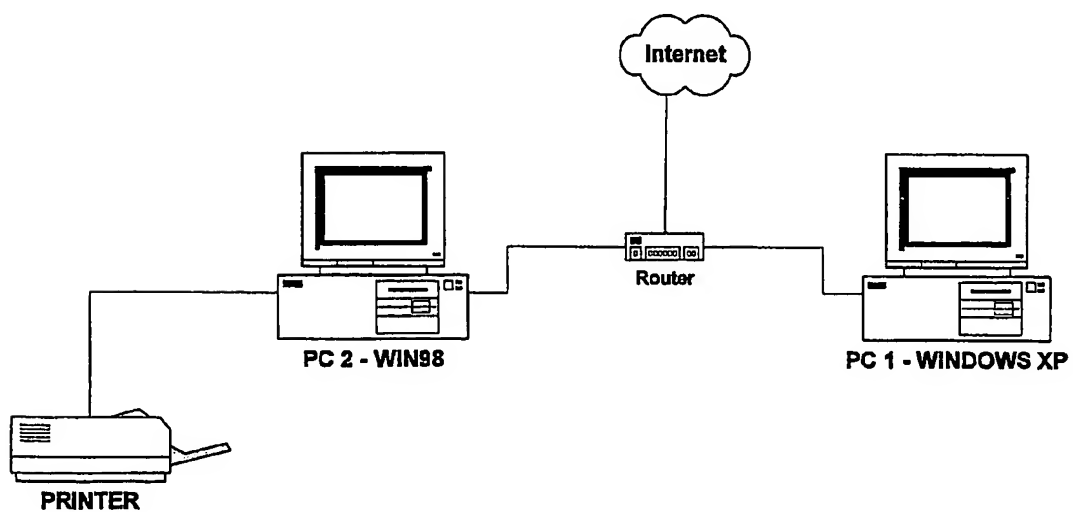 Internet
Router
PC 2 - WIN98
PC 1 - WINDOWS XP
PRINTER